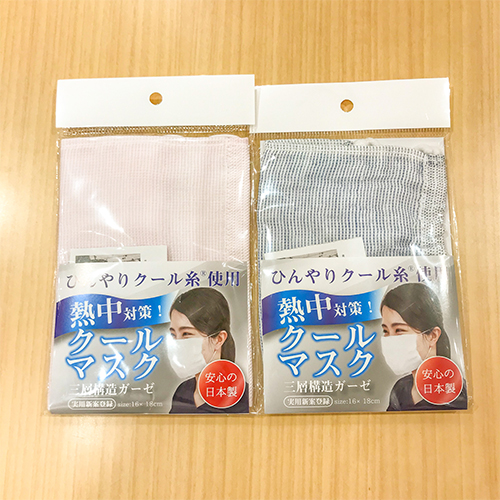 ひんやりクール糸®使用
熱中対策！
クール
マスク
三層構造ガーゼ
実用新案登録 size:16×18cm
安心の
日本製
ひんやりクール糸®使用
熱中対策！
クール
マスク
三層構造ガーゼ
実用新案登録 size:16×18cm
安心の
日本製